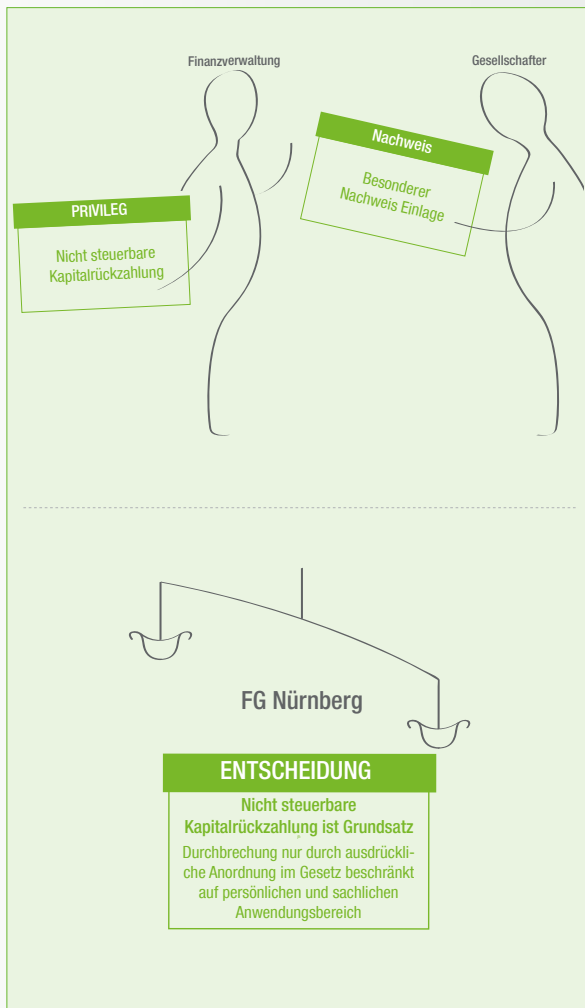 Finanzverwaltung
Gesellschafter
Nachweis
Besonderer
Nachweis Einlage
PRIVILEG
Nicht steuerbare
Kapitalrückzahlung
FG Nürnberg
ENTSCHEIDUNG
Nicht steuerbare
Kapitalrückzahlung ist Grundsatz
Durchbrechung nur durch ausdrückli-
che Anordnung im Gesetz beschränkt
auf persönlichen und sachlichen
Anwendungsbereich